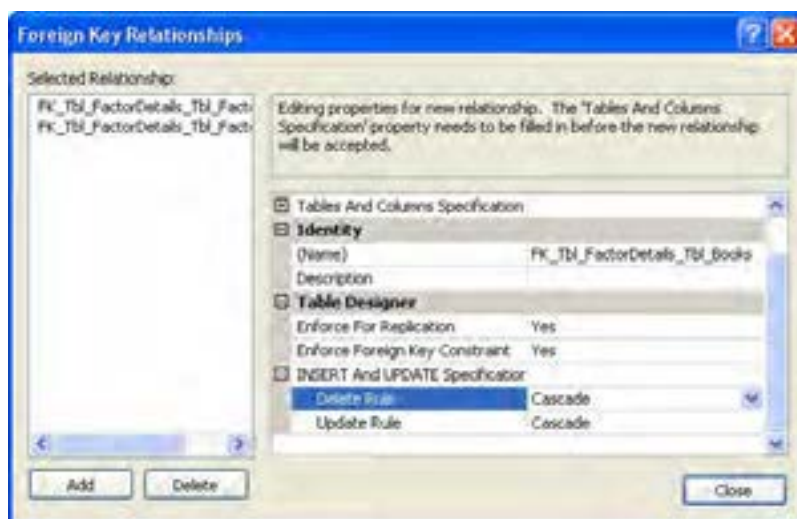 Foreign Key Relationships
Selected Relationship:
FK_Tbl_FactorDetails_Tbl_Facto
FK_Tbl_FactorDetails_Tbl_Facto
Editing properties for new relationship. The 'Tables And Columns
Specification' property needs to be filled in before the new relationship
will be accepted.
Tables And Columns Specification
Identity
(Name) FK_Tbl_FactorDetails_Tbl_Books
Description
Table Designer
Enforce For Replication Yes
Enforce Foreign Key Constraint Yes
INSERT And UPDATE Specification
Delete Rule Cascade
Update Rule Cascade
Add Delete
Close